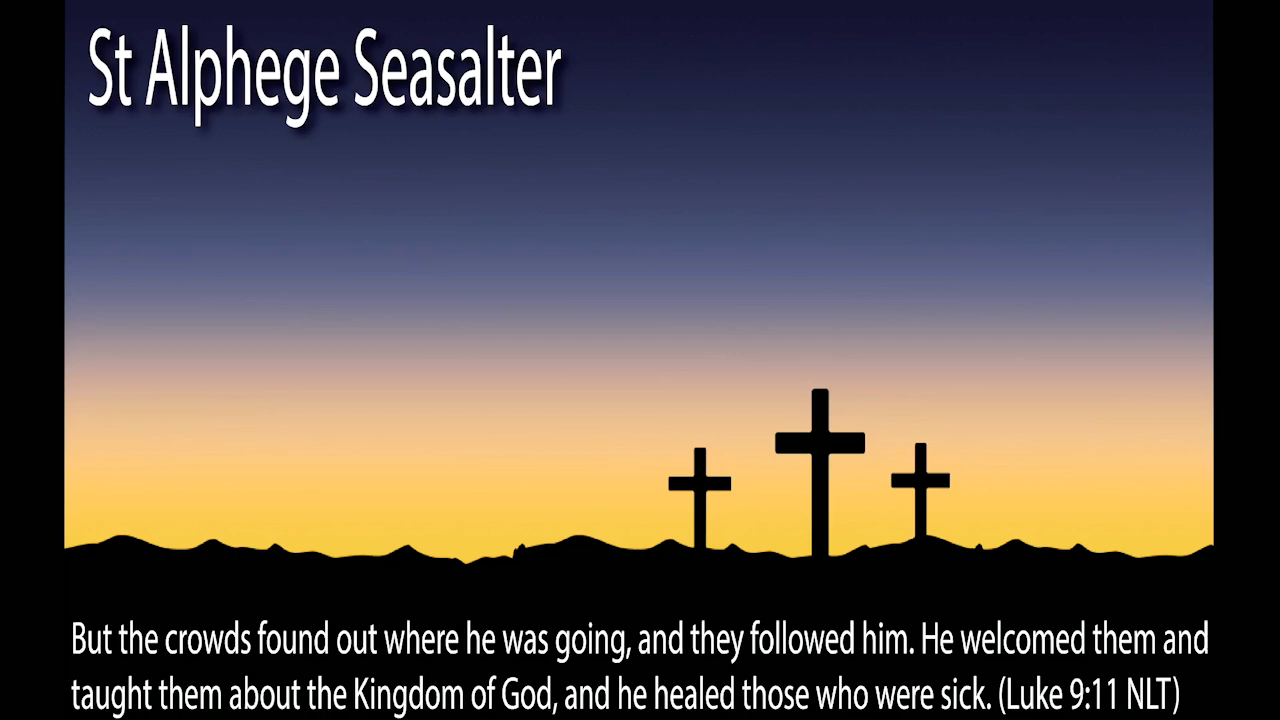 St Alphege Seasalter
But the crowds found out where he was going, and they followed him. He welcomed them and
taught them about the Kingdom of God, and he healed those who were sick. (Luke 9:11 NLT)